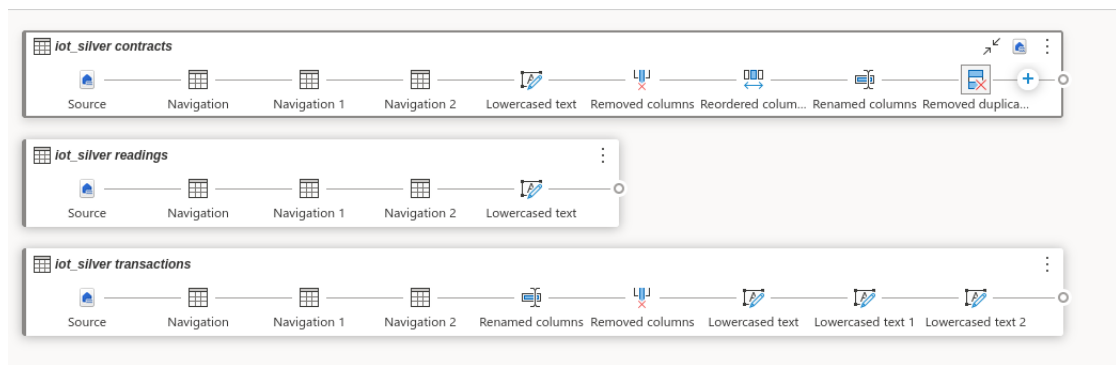 iot_silver contracts
Source Navigation Navigation 1 Navigation 2 Lowercased text Removed columns Reordered colum... Renamed columns Removed duplica...
iot_silver readings
Source Navigation Navigation 1 Navigation 2 Lowercased text
iot_silver transactions
Source Navigation Navigation 1 Navigation 2 Renamed columns Removed columns Lowercased text Lowercased text 1 Lowercased text 2